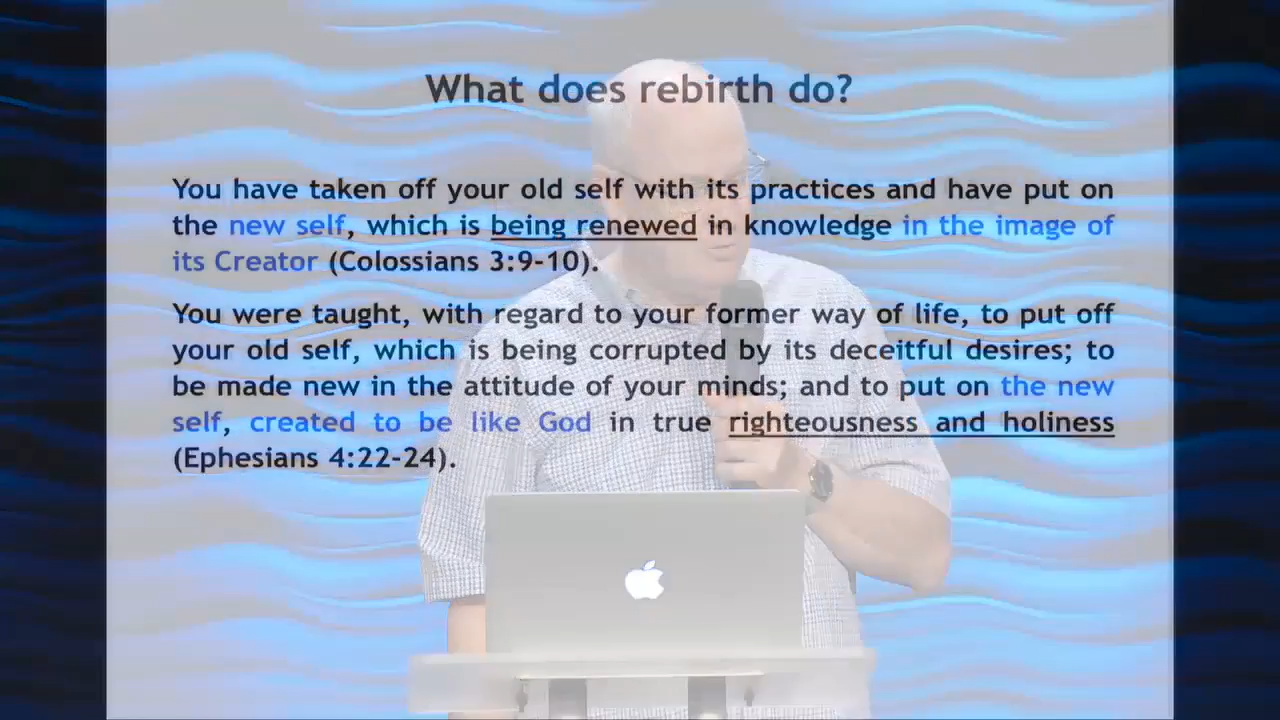 What does rebirth do?
You have taken off your old self with its practices and have put on
the new self, which is being renewed in knowledge in the image of
its Creator (Colossians 3:9-10).
You were taught, with regard to your former way of life, to put off
your old self, which is being corrupted by its deceitful desires; to
be made new in the attitude of your minds; and to put on the new
self, created to be like God in true righteousness and holiness
(Ephesians 4:22-24).